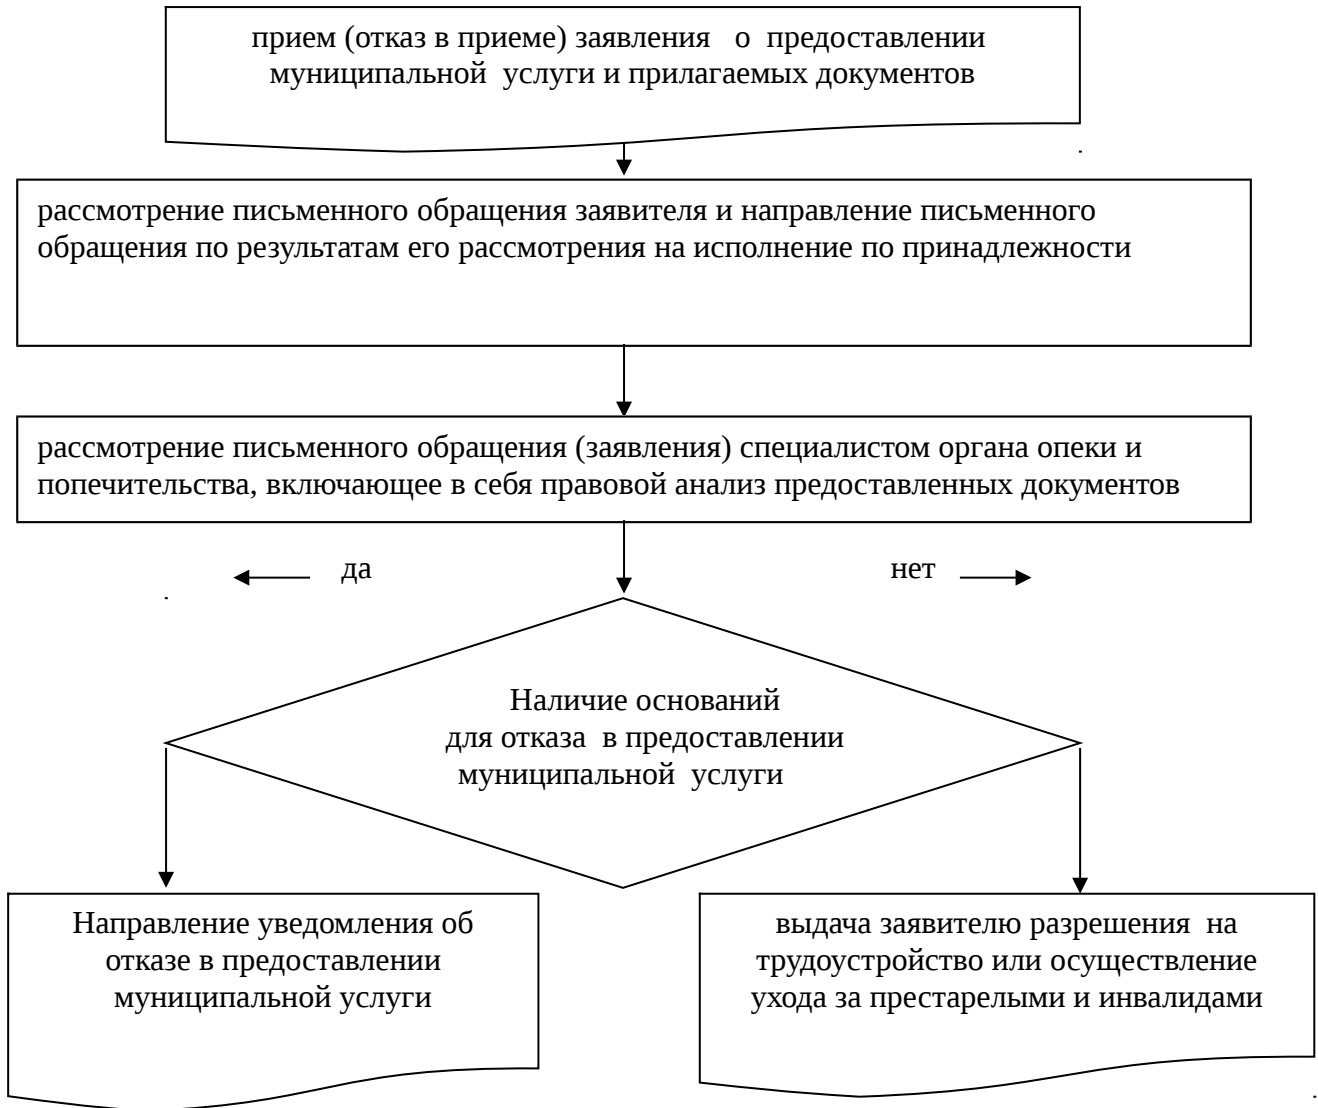 прием (отказ в приеме) заявления о предоставлении
муниципальной услуги и прилагаемых документов
рассмотрение письменного обращения заявителя и направление письменного
обращения по результатам его рассмотрения на исполнение по принадлежности
рассмотрение письменного обращения (заявления) специалистом органа опеки и
попечительства, включающее в себя правовой анализ предоставленных документов
да
нет
Наличие оснований
для отказа в предоставлении
муниципальной услуги
Направление уведомления об
отказе в предоставлении
муниципальной услуги
выдача заявителю разрешения на
трудоустройство или осуществление
ухода за престарелыми и инвалидами